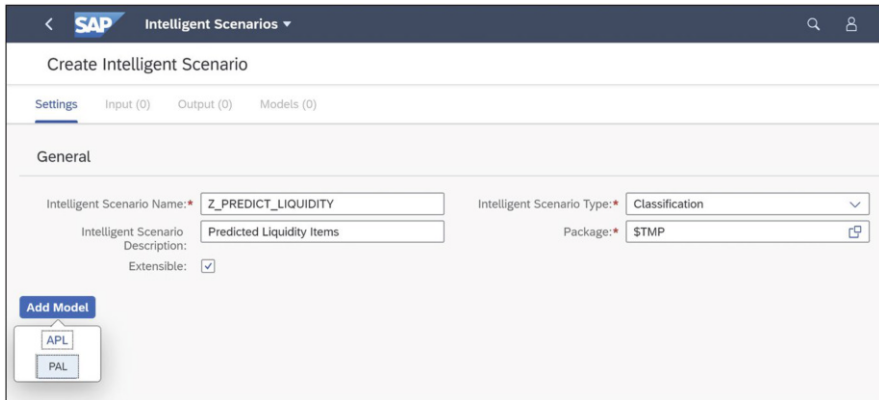 SAP Intelligent Scenarios
Create Intelligent Scenario
Settings Input (0) Output (0) Models (0)
General
Intelligent Scenario Name:* Z_PREDICT_LIQUIDITY Intelligent Scenario Type:* Classification
Intelligent Scenario Description: Predicted Liquidity Items Package:* $TMP
Extensible:
Add Model
APL
PAL